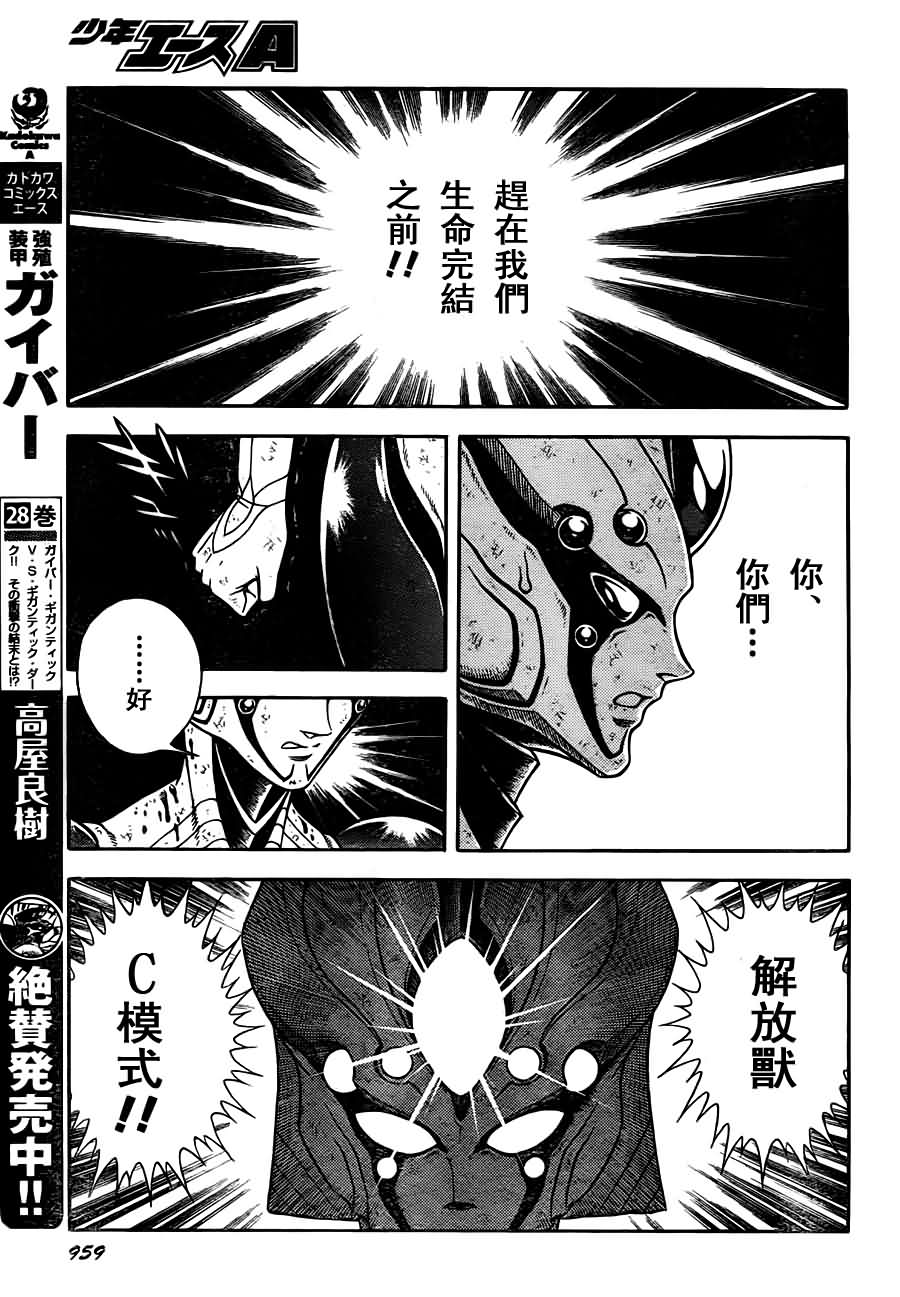 少年エースA
趕在我們
生命完結
之前!!
你、
你們…
……好
解放獸
C模式!!
Kadokawa
Comics
A
カドカワ
コミックス
エース
強殖
装甲
ガイバー
28巻
ガイバー・ギガンティック
V・S・ギガンティック・ダー
ク!! その衝撃の結末とは!?
高屋良樹
絶賛発売中!!
959